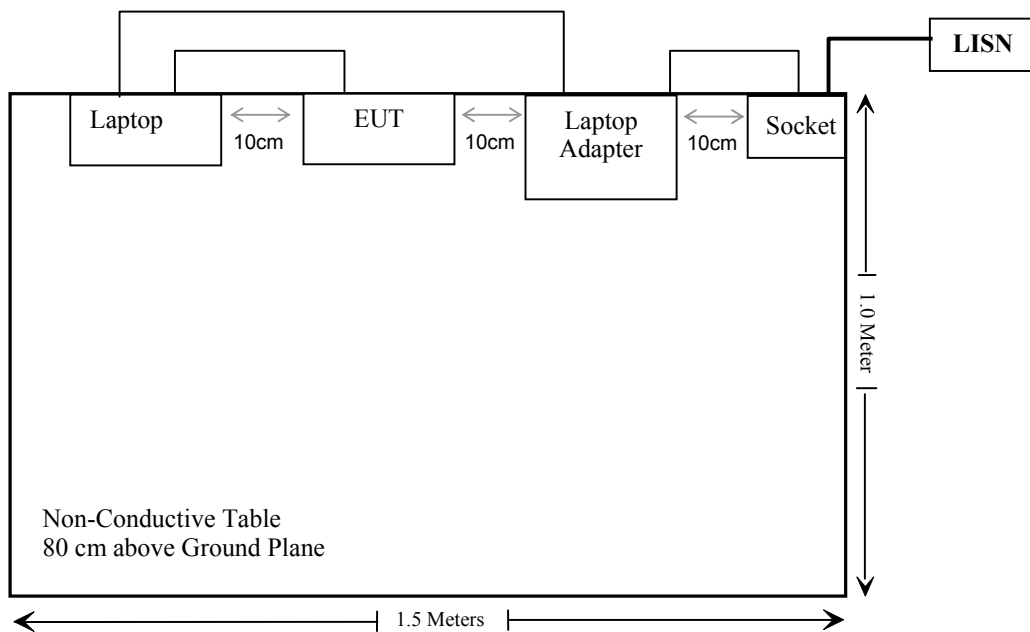 LISN
Laptop
10cm
EUT
10cm
Laptop
Adapter
10cm
Socket
1.0 Meter
Non-Conductive Table
80 cm above Ground Plane
1.5 Meters